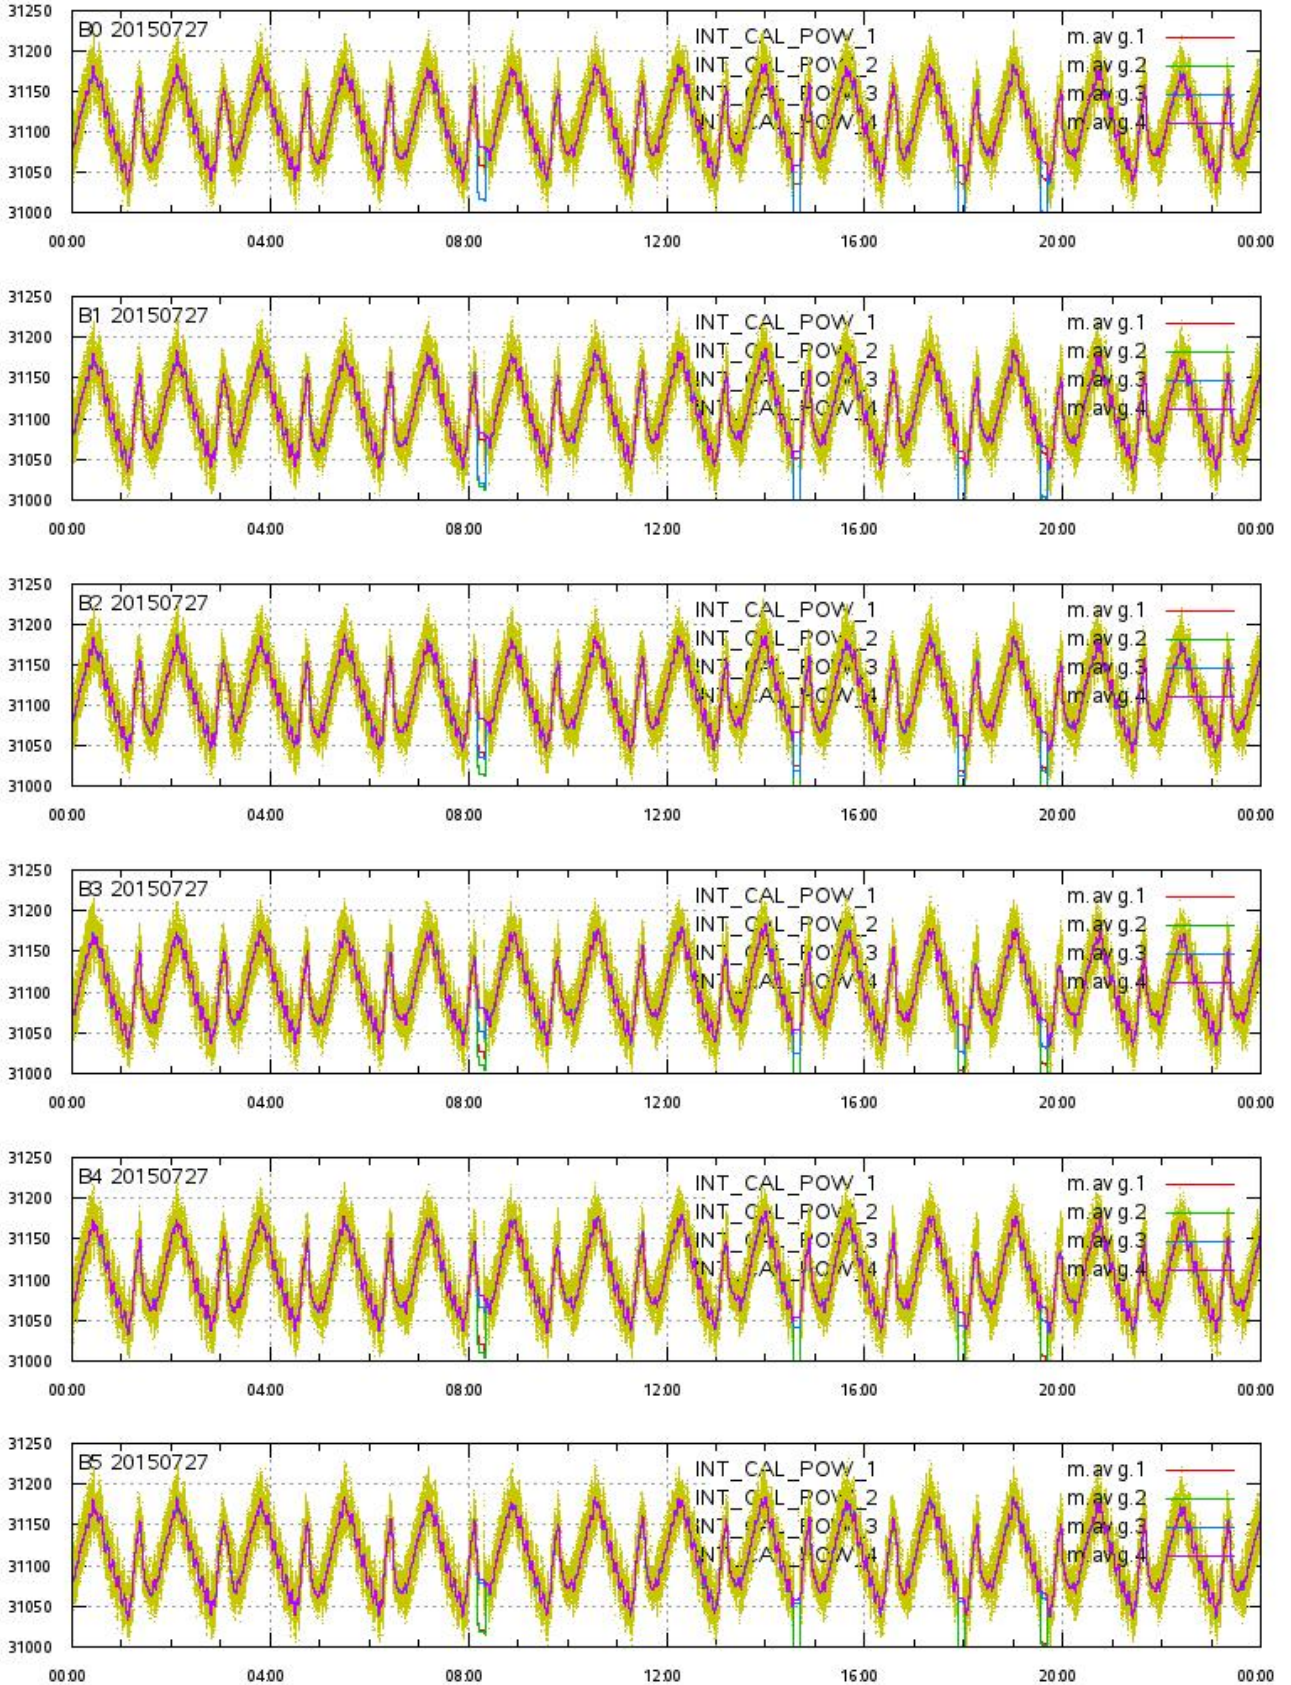 31250
B0 20150727 INT_CAL_POW_1 m.avg.1
31200
INT_CAL_POW_2 m.avg.2
31150
INT_CAL_POW_3 m.avg.3
31100
INT_CAL_POW_4 m.avg.4
31050
31000
00:00 04:00 08:00 12:00 16:00 20:00 00:00
31250
B1 20150727 INT_CAL_POW_1 m.avg.1
31200
INT_CAL_POW_2 m.avg.2
31150
INT_CAL_POW_3 m.avg.3
31100
INT_CAL_POW_4 m.avg.4
31050
31000
00:00 04:00 08:00 12:00 16:00 20:00 00:00
31250
B2 20150727 INT_CAL_POW_1 m.avg.1
31200
INT_CAL_POW_2 m.avg.2
31150
INT_CAL_POW_3 m.avg.3
31100
INT_CAL_POW_4 m.avg.4
31050
31000
00:00 04:00 08:00 12:00 16:00 20:00 00:00
31250
B3 20150727 INT_CAL_POW_1 m.avg.1
31200
INT_CAL_POW_2 m.avg.2
31150
INT_CAL_POW_3 m.avg.3
31100
INT_CAL_POW_4 m.avg.4
31050
31000
00:00 04:00 08:00 12:00 16:00 20:00 00:00
31250
B4 20150727 INT_CAL_POW_1 m.avg.1
31200
INT_CAL_POW_2 m.avg.2
31150
INT_CAL_POW_3 m.avg.3
31100
INT_CAL_POW_4 m.avg.4
31050
31000
00:00 04:00 08:00 12:00 16:00 20:00 00:00
31250
B5 20150727 INT_CAL_POW_1 m.avg.1
31200
INT_CAL_POW_2 m.avg.2
31150
INT_CAL_POW_3 m.avg.3
31100
INT_CAL_POW_4 m.avg.4
31050
31000
00:00 04:00 08:00 12:00 16:00 20:00 00:00